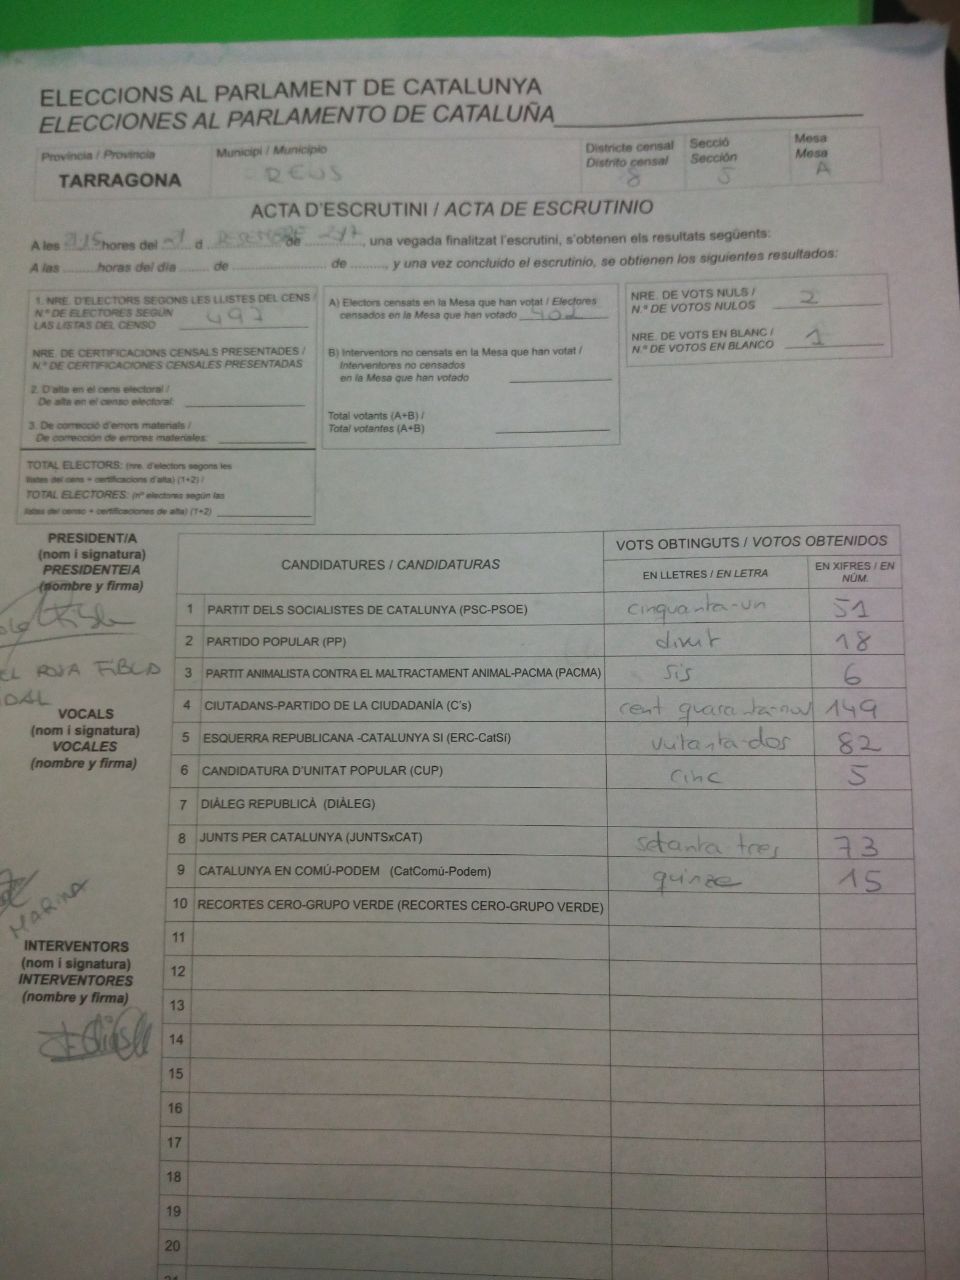 ELECCIONS AL PARLAMENT DE CATALUNYA
ELECCIONES AL PARLAMENTO DE CATALUÑA
Provincia / Provincia
TARRAGONA
Municipi / Municipio
REUS
Districte censal
Distrito censal
8
Secció
Sección
5
Mesa
Mesa
A
ACTA D'ESCRUTINI / ACTA DE ESCRUTINIO
A les hores del d de, una vegada finalitzat l'escrutini, s'obtenen els resultats següents:
A las ......... horas del día ....... de ........................... de ........., y una vez concluido el escrutinio, se obtienen los siguientes resultados:
1. NRE. D'ELECTORS SEGONS LES LLISTES DEL CENS /
N.º DE ELECTORES SEGÚN
LAS LISTAS DEL CENSO 497
NRE. DE CERTIFICACIONS CENSALS PRESENTADES /
N.º DE CERTIFICACIONES CENSALES PRESENTADAS
2. D'alta en el cens electoral /
De alta en el censo electoral:
3. De correcció d'errors materials /
De corrección de errores materiales:
TOTAL ELECTORS: (nre. d'electors segons les
llistes del cens + certificacions d'alta) (1+2) /
TOTAL ELECTORES: (nº electores según las
listas del censo + certificaciones de alta) (1+2)
A) Electors censats en la Mesa que han votat / Electores
censados en la Mesa que han votado 402
B) Interventors no censats en la Mesa que han votat /
Interventores no censados
en la Mesa que han votado
Total votants (A+B) /
Total votantes (A+B)
NRE. DE VOTS NULS /
N.º DE VOTOS NULOS 2
NRE. DE VOTS EN BLANC /
N.º DE VOTOS EN BLANCO 1
PRESIDENT/A
(nom i signatura)
PRESIDENTE/A
(nombre y firma)
VOCALS
(nom i signatura)
VOCALES
(nombre y firma)
MARINA
INTERVENTORS
(nom i signatura)
INTERVENTORES
(nombre y firma)
CANDIDATURES / CANDIDATURAS
VOTS OBTINGUTS / VOTOS OBTENIDOS
EN LLETRES / EN LETRA
EN XIFRES / EN
NÚM.
1 PARTIT DELS SOCIALISTES DE CATALUNYA (PSC-PSOE) cinquanta-un 51
2 PARTIDO POPULAR (PP) divuit 18
3 PARTIT ANIMALISTA CONTRA EL MALTRACTAMENT ANIMAL-PACMA (PACMA) sis 6
4 CIUTADANS-PARTIDO DE LA CIUDADANÍA (C's) cent quaranta-nou 149
5 ESQUERRA REPUBLICANA -CATALUNYA SI (ERC-CatSí) vuitanta-dos 82
6 CANDIDATURA D'UNITAT POPULAR (CUP) cinc 5
7 DIÀLEG REPUBLICÀ (DIÀLEG)
8 JUNTS PER CATALUNYA (JUNTSxCAT) setanta-tres 73
9 CATALUNYA EN COMÚ-PODEM (CatComú-Podem) quinze 15
10 RECORTES CERO-GRUPO VERDE (RECORTES CERO-GRUPO VERDE)
11
12
13
14
15
16
17
18
19
20